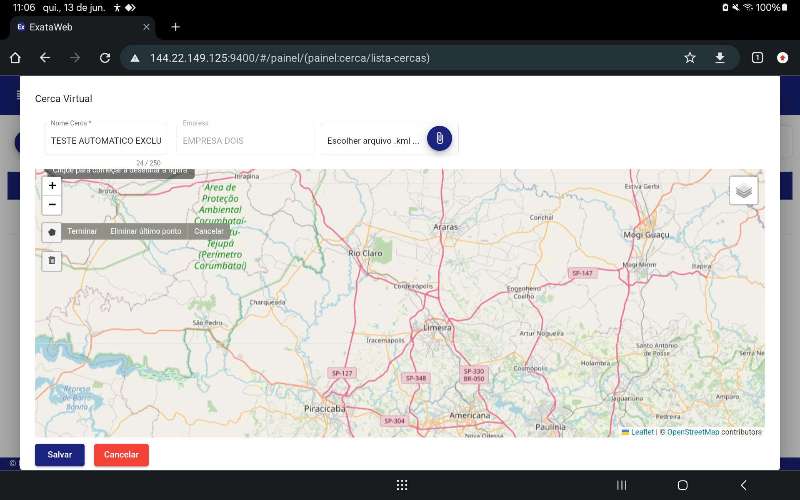 11:06 qui., 13 de jun.
100%
Ex ExataWeb
144.22.149.125:9400/#/painel/(painel:cerca/lista-cercas)
1
Cerca Virtual
Nome Cerca *
TESTE AUTOMATICO EXCLU
24 / 250
Empresa
EMPRESA DOIS
Escolher arquivo .kml ...
Clique para começar a desenhar a figura
+
−
Terminar Eliminar último ponto Cancelar
Itirapina
Brotas
Área de
Proteção
Ambiental
Corumbataí-
Tejupá
(Perímetro
Corumbataí)
Estiva Gerbi
Conchal
Araras
Mogi Guaçu
Rio Claro
Mogi Mirim
Itapira
SP-147
Cordeirópolis
Engenheiro
Coelho
Charqueada
São Pedro
Limeira
Iracemápolis
Artur Nogueira
Santo Antônio
de Posse
Serra Ne
Holambra
Cosmópolis
SP-127
SP-348
SP-330
BR-050
Represa
de Barra
Bonita
Jaguariúna
Amparo
Piracicaba
Americana
Pedreira
SP-304
Paulínia
Nova Odessa
Leaflet | © OpenStreetMap contributors
Salvar
Cancelar
©